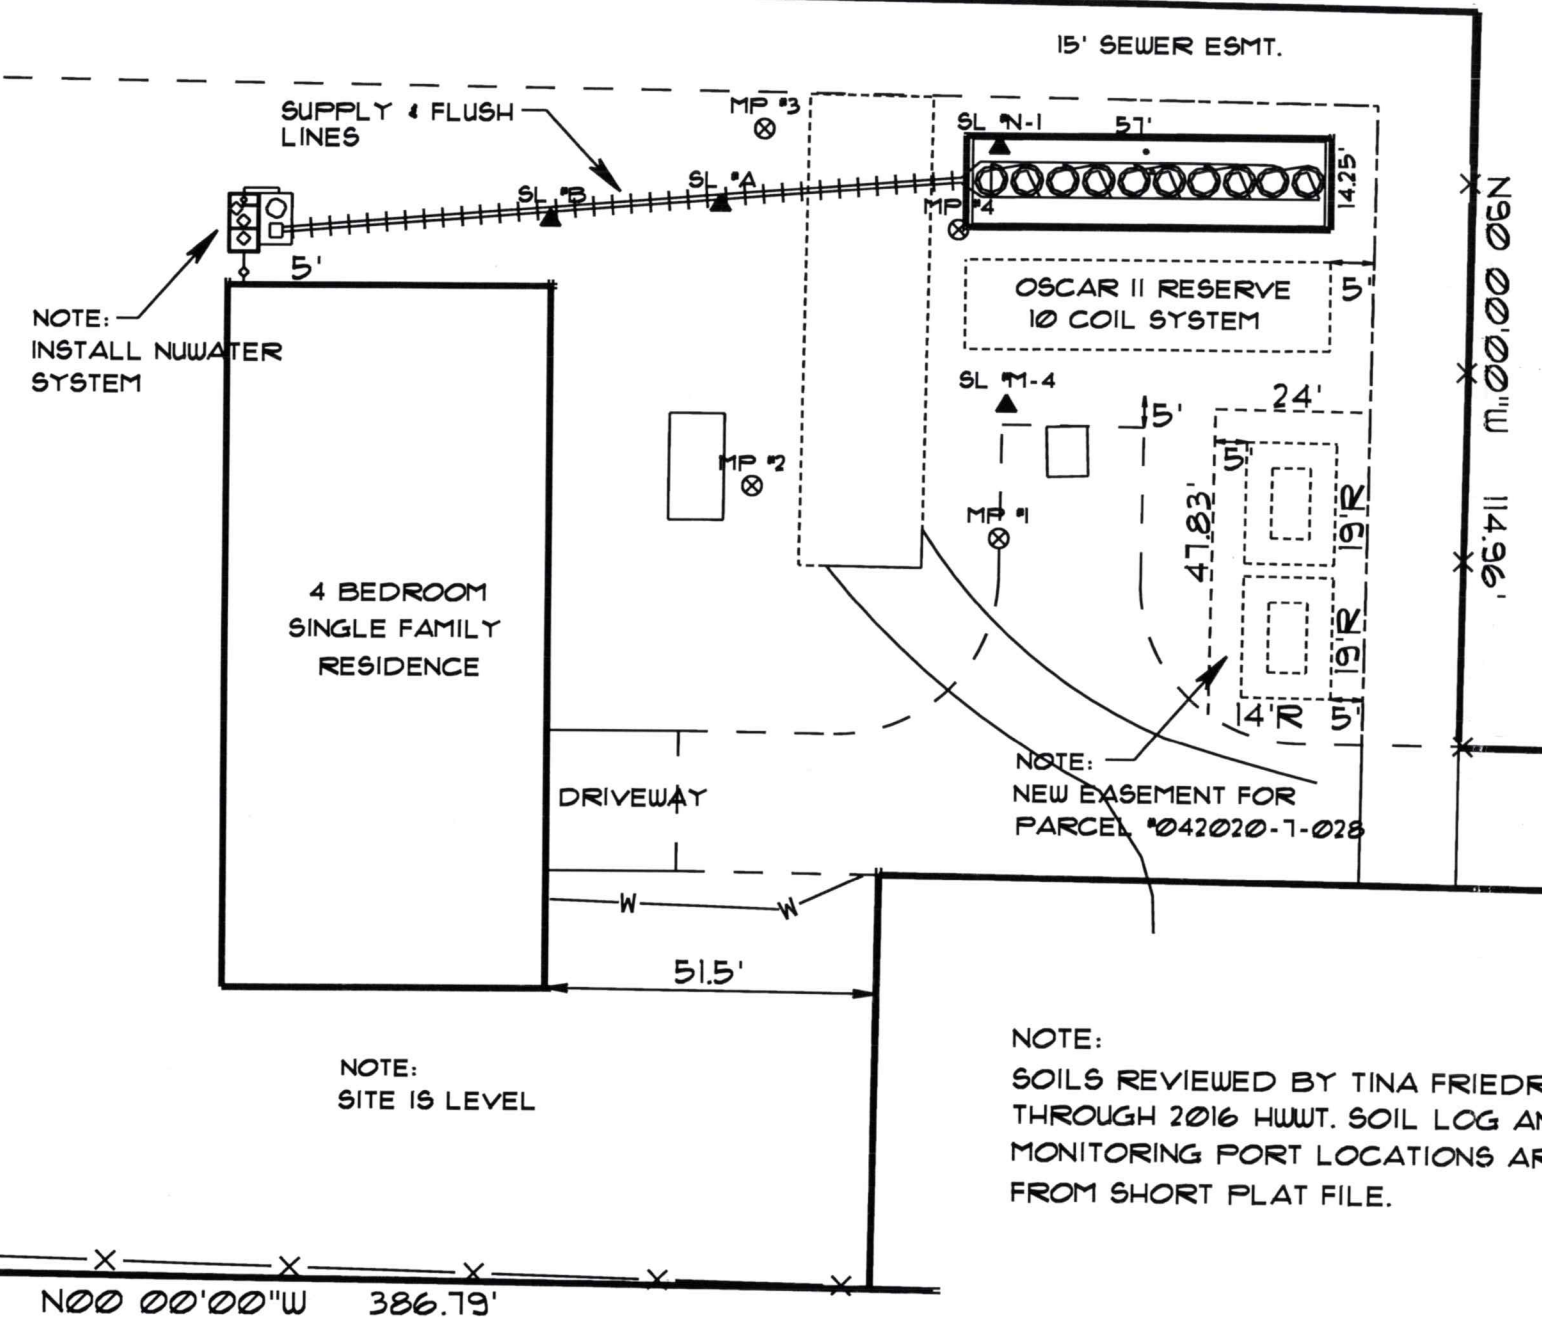 15' SEWER ESMT.
SUPPLY & FLUSH
LINES
MP #3
SL #N-1
57'
14.25'
SL #B
SL #A
MP #4
5'
NOTE:
INSTALL NUWATER
SYSTEM
OSCAR II RESERVE
10 COIL SYSTEM
5'
N90 00'00"W 114.96'
SL #M-4
5'
24'
5'
MP #2
MP #1
47.83'
19'R
19'R
14'R
5'
4 BEDROOM
SINGLE FAMILY
RESIDENCE
NOTE:
NEW EASEMENT FOR
PARCEL #042020-7-028
DRIVEWAY
W
W
51.5'
NOTE:
SITE IS LEVEL
NOTE:
SOILS REVIEWED BY TINA FRIEDR
THROUGH 2016 HWWT. SOIL LOG AN
MONITORING PORT LOCATIONS AR
FROM SHORT PLAT FILE.
N00 00'00"W 386.79'